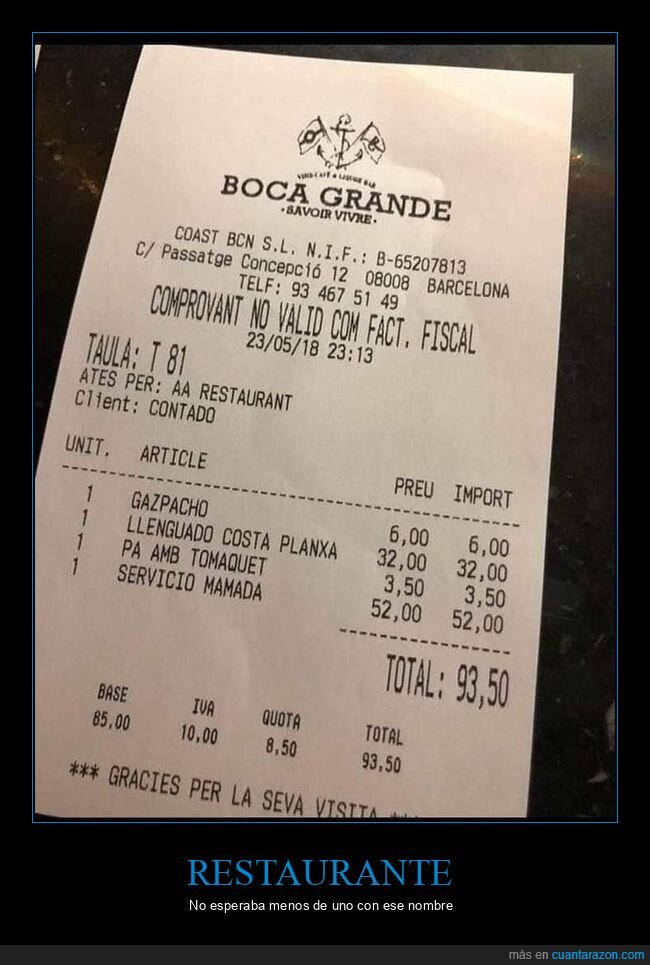 VINS CAFÈ & LIQUOR BAR
BOCA GRANDE
·SAVOIR VIVRE·
COAST BCN S.L. N.I.F.: B-65207813
C/ Passatge Concepció 12 08008 BARCELONA
TELF: 93 467 51 49
COMPROVANT NO VALID COM FACT. FISCAL
23/05/18 23:13
TAULA: T 81
ATES PER: AA RESTAURANT
Client: CONTADO
UNIT. ARTICLE PREU IMPORT
1 GAZPACHO 6,00 6,00
1 LLENGUADO COSTA PLANXA 32,00 32,00
1 PA AMB TOMAQUET 3,50 3,50
1 SERVICIO MAMADA 52,00 52,00
TOTAL: 93,50
BASE IVA QUOTA TOTAL
85,00 10,00 8,50 93,50
*** GRACIES PER LA SEVA VISITA ***
RESTAURANTE
No esperaba menos de uno con ese nombre
más en cuantarazon.com